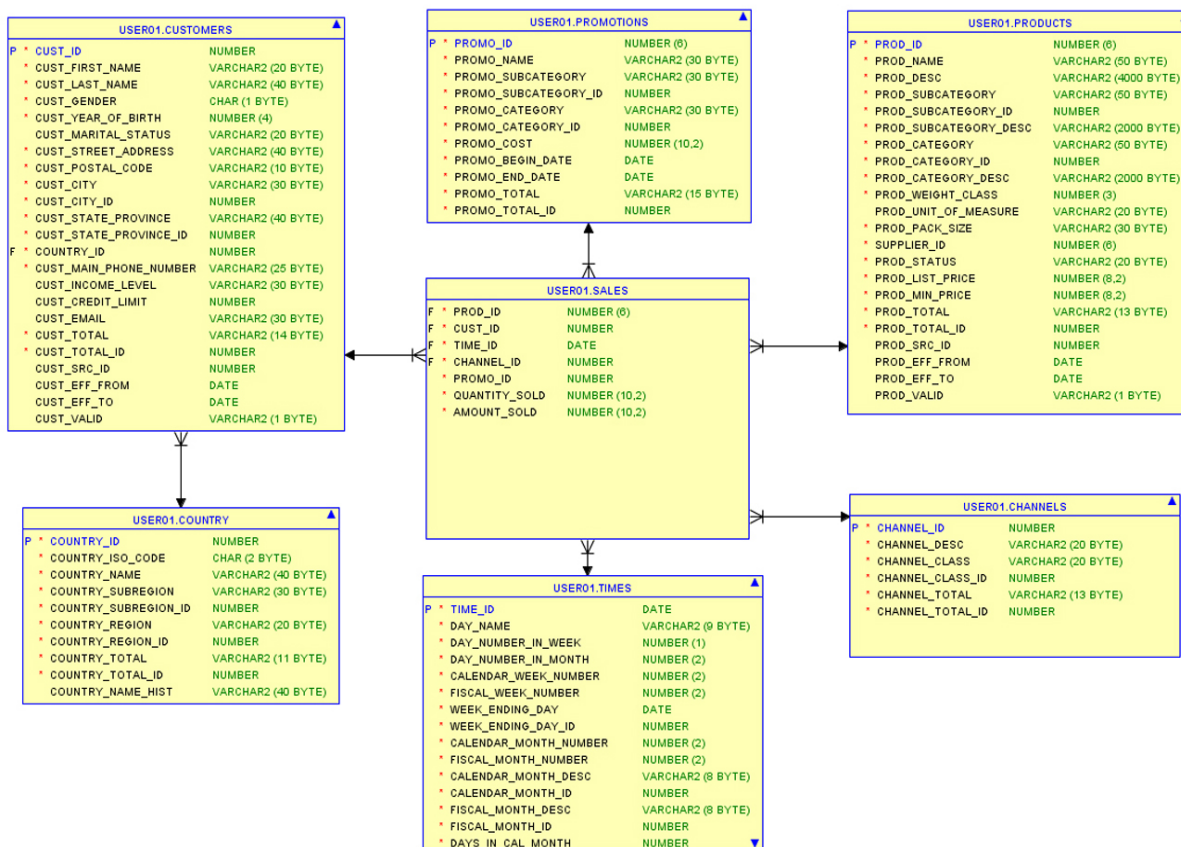 USER01.CUSTOMERS
P * CUST_ID NUMBER
* CUST_FIRST_NAME VARCHAR2 (20 BYTE)
* CUST_LAST_NAME VARCHAR2 (40 BYTE)
* CUST_GENDER CHAR (1 BYTE)
* CUST_YEAR_OF_BIRTH NUMBER (4)
CUST_MARITAL_STATUS VARCHAR2 (20 BYTE)
* CUST_STREET_ADDRESS VARCHAR2 (40 BYTE)
* CUST_POSTAL_CODE VARCHAR2 (10 BYTE)
* CUST_CITY VARCHAR2 (30 BYTE)
* CUST_CITY_ID NUMBER
* CUST_STATE_PROVINCE VARCHAR2 (40 BYTE)
* CUST_STATE_PROVINCE_ID NUMBER
F * COUNTRY_ID NUMBER
* CUST_MAIN_PHONE_NUMBER VARCHAR2 (25 BYTE)
CUST_INCOME_LEVEL VARCHAR2 (30 BYTE)
CUST_CREDIT_LIMIT NUMBER
CUST_EMAIL VARCHAR2 (30 BYTE)
* CUST_TOTAL VARCHAR2 (14 BYTE)
* CUST_TOTAL_ID NUMBER
CUST_SRC_ID NUMBER
CUST_EFF_FROM DATE
CUST_EFF_TO DATE
CUST_VALID VARCHAR2 (1 BYTE)
USER01.PROMOTIONS
P * PROMO_ID NUMBER (6)
* PROMO_NAME VARCHAR2 (30 BYTE)
* PROMO_SUBCATEGORY VARCHAR2 (30 BYTE)
* PROMO_SUBCATEGORY_ID NUMBER
* PROMO_CATEGORY VARCHAR2 (30 BYTE)
* PROMO_CATEGORY_ID NUMBER
* PROMO_COST NUMBER (10,2)
* PROMO_BEGIN_DATE DATE
* PROMO_END_DATE DATE
* PROMO_TOTAL VARCHAR2 (15 BYTE)
* PROMO_TOTAL_ID NUMBER
USER01.PRODUCTS
P * PROD_ID NUMBER (6)
* PROD_NAME VARCHAR2 (50 BYTE)
* PROD_DESC VARCHAR2 (4000 BYTE)
* PROD_SUBCATEGORY VARCHAR2 (50 BYTE)
* PROD_SUBCATEGORY_ID NUMBER
* PROD_SUBCATEGORY_DESC VARCHAR2 (2000 BYTE)
* PROD_CATEGORY VARCHAR2 (50 BYTE)
* PROD_CATEGORY_ID NUMBER
* PROD_CATEGORY_DESC VARCHAR2 (2000 BYTE)
* PROD_WEIGHT_CLASS NUMBER (3)
PROD_UNIT_OF_MEASURE VARCHAR2 (20 BYTE)
* PROD_PACK_SIZE VARCHAR2 (30 BYTE)
* SUPPLIER_ID NUMBER (6)
* PROD_STATUS VARCHAR2 (20 BYTE)
* PROD_LIST_PRICE NUMBER (8,2)
* PROD_MIN_PRICE NUMBER (8,2)
* PROD_TOTAL VARCHAR2 (13 BYTE)
* PROD_TOTAL_ID NUMBER
PROD_SRC_ID NUMBER
PROD_EFF_FROM DATE
PROD_EFF_TO DATE
PROD_VALID VARCHAR2 (1 BYTE)
USER01.SALES
F * PROD_ID NUMBER (6)
F * CUST_ID NUMBER
F * TIME_ID DATE
F * CHANNEL_ID NUMBER
* PROMO_ID NUMBER
* QUANTITY_SOLD NUMBER (10,2)
* AMOUNT_SOLD NUMBER (10,2)
USER01.COUNTRY
P * COUNTRY_ID NUMBER
* COUNTRY_ISO_CODE CHAR (2 BYTE)
* COUNTRY_NAME VARCHAR2 (40 BYTE)
* COUNTRY_SUBREGION VARCHAR2 (30 BYTE)
* COUNTRY_SUBREGION_ID NUMBER
* COUNTRY_REGION VARCHAR2 (20 BYTE)
* COUNTRY_REGION_ID NUMBER
* COUNTRY_TOTAL VARCHAR2 (11 BYTE)
* COUNTRY_TOTAL_ID NUMBER
COUNTRY_NAME_HIST VARCHAR2 (40 BYTE)
USER01.TIMES
P * TIME_ID DATE
* DAY_NAME VARCHAR2 (9 BYTE)
* DAY_NUMBER_IN_WEEK NUMBER (1)
* DAY_NUMBER_IN_MONTH NUMBER (2)
* CALENDAR_WEEK_NUMBER NUMBER (2)
* FISCAL_WEEK_NUMBER NUMBER (2)
* WEEK_ENDING_DAY DATE
* WEEK_ENDING_DAY_ID NUMBER
* CALENDAR_MONTH_NUMBER NUMBER (2)
* FISCAL_MONTH_NUMBER NUMBER (2)
* CALENDAR_MONTH_DESC VARCHAR2 (8 BYTE)
* CALENDAR_MONTH_ID NUMBER
* FISCAL_MONTH_DESC VARCHAR2 (8 BYTE)
* FISCAL_MONTH_ID NUMBER
* DAYS_IN_CAL_MONTH NUMBER
USER01.CHANNELS
P * CHANNEL_ID NUMBER
* CHANNEL_DESC VARCHAR2 (20 BYTE)
* CHANNEL_CLASS VARCHAR2 (20 BYTE)
* CHANNEL_CLASS_ID NUMBER
* CHANNEL_TOTAL VARCHAR2 (13 BYTE)
* CHANNEL_TOTAL_ID NUMBER